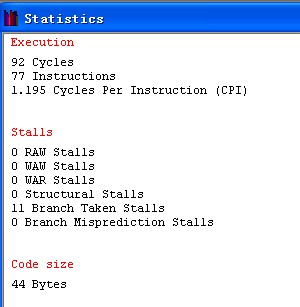 Statistics
Execution
92 Cycles
77 Instructions
1.195 Cycles Per Instruction (CPI)
Stalls
0 RAW Stalls
0 WAW Stalls
0 WAR Stalls
0 Structural Stalls
11 Branch Taken Stalls
0 Branch Misprediction Stalls
Code size
44 Bytes